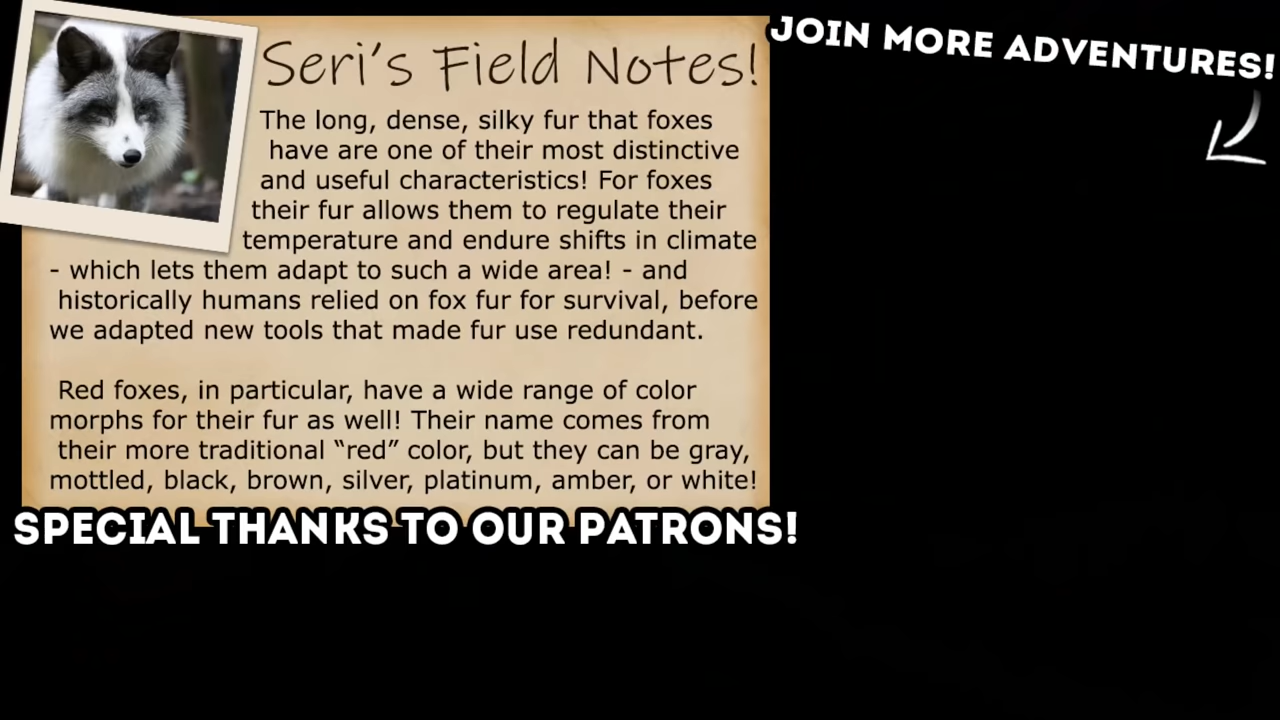 Seri's Field Notes!
The long, dense, silky fur that foxes
have are one of their most distinctive
and useful characteristics! For foxes
their fur allows them to regulate their
temperature and endure shifts in climate
- which lets them adapt to such a wide area! - and
historically humans relied on fox fur for survival, before
we adapted new tools that made fur use redundant.
Red foxes, in particular, have a wide range of color
morphs for their fur as well! Their name comes from
their more traditional “red” color, but they can be gray,
mottled, black, brown, silver, platinum, amber, or white!
JOIN MORE ADVENTURES!
SPECIAL THANKS TO OUR PATRONS!